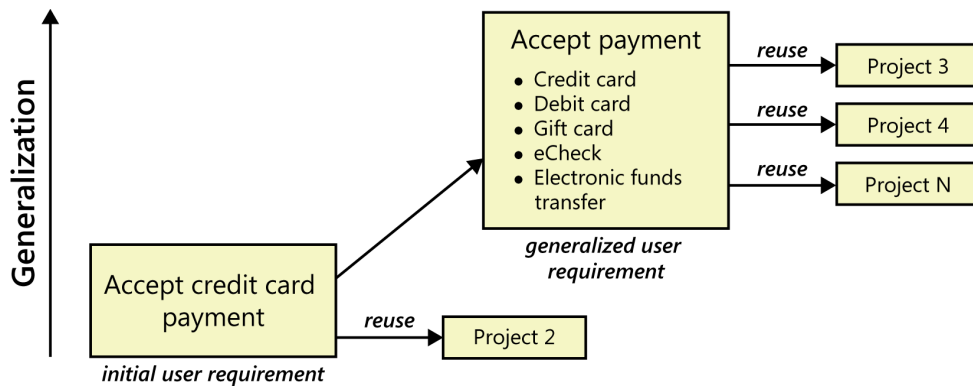 Generalization
Accept payment
• Credit card
• Debit card
• Gift card
• eCheck
• Electronic funds
transfer
generalized user
requirement
reuse
Project 3
reuse
Project 4
reuse
Project N
Accept credit card
payment
initial user requirement
reuse
Project 2